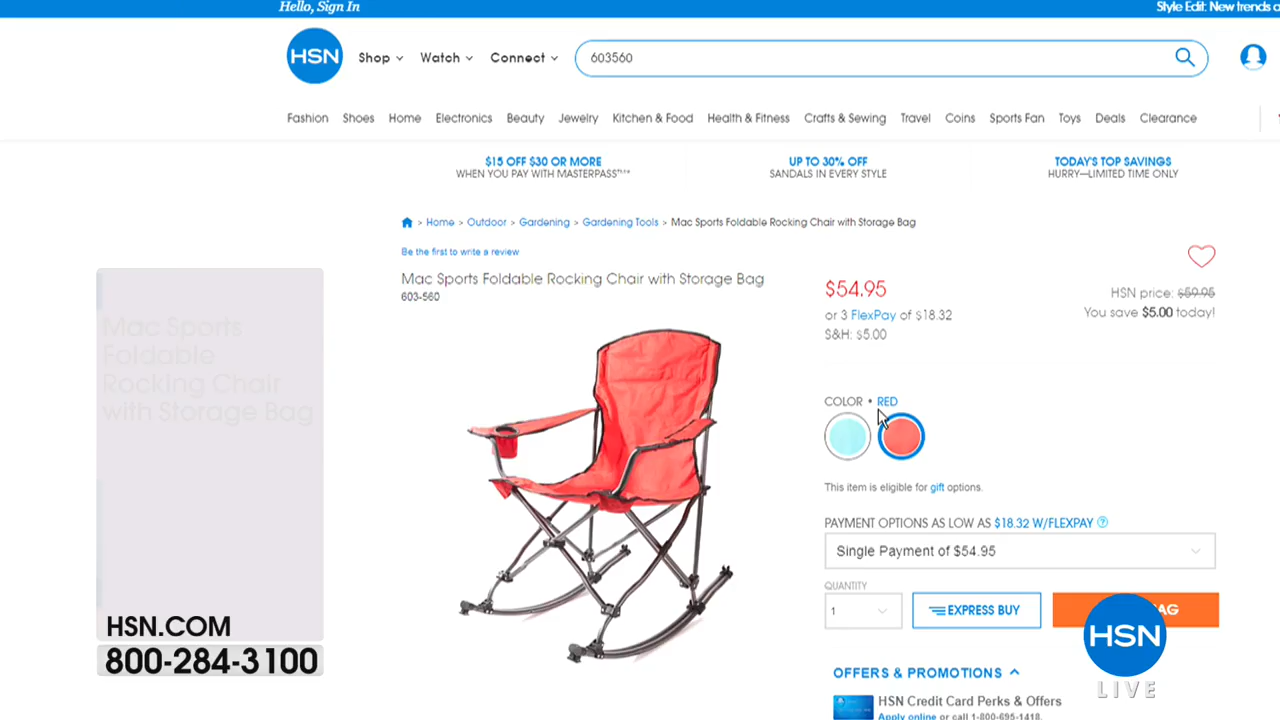 Hello, Sign In
Style Edit: New trends
HSN
Shop
Watch
Connect
603560
Fashion
Shoes
Home
Electronics
Beauty
Jewelry
Kitchen & Food
Health & Fitness
Crafts & Sewing
Travel
Coins
Sports Fan
Toys
Deals
Clearance
$15 OFF $30 OR MORE
WHEN YOU PAY WITH MASTERPASS
UP TO 30% OFF
SANDALS IN EVERY STYLE
TODAY'S TOP SAVINGS
HURRY—LIMITED TIME ONLY
> Home > Outdoor > Gardening > Gardening Tools > Mac Sports Foldable Rocking Chair with Storage Bag
Be the first to write a review
Mac Sports Foldable Rocking Chair with Storage Bag
603-560
$54.95
or 3 FlexPay of $18.32
S&H: $5.00
HSN price: $59.95
You save $5.00 today!
COLOR • RED
This item is eligible for gift options.
PAYMENT OPTIONS AS LOW AS $18.32 W/FLEXPAY ?
Single Payment of $54.95
QUANTITY
1
EXPRESS BUY
AG
OFFERS & PROMOTIONS
HSN Credit Card Perks & Offers
Apply online or call 1-800-695-1418.
Mac Sports
Foldable
Rocking Chair
with Storage Bag
HSN.COM
800-284-3100
HSN
LIVE